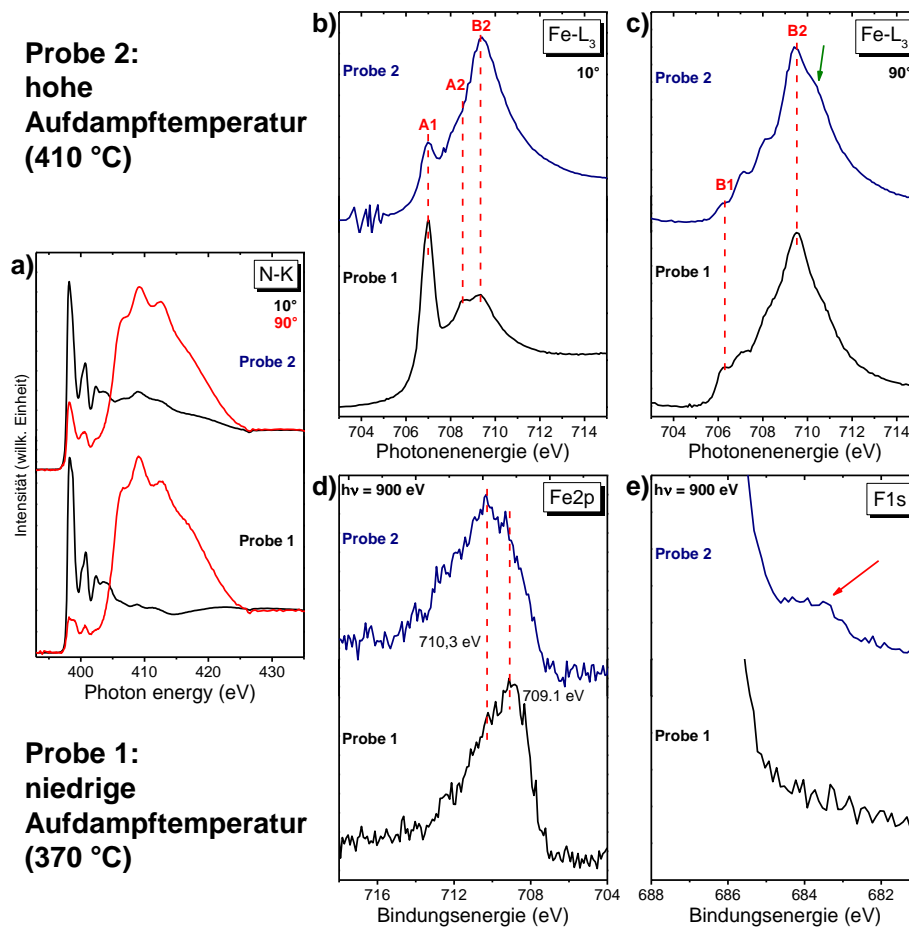 Probe 2:
hohe
Aufdampftemperatur
(410 °C)
a)
N-K
10°
90°
Probe 2
Probe 1
Intensität (willk. Einheit)
400 410 420 430
Photon energy (eV)
Probe 1:
niedrige
Aufdampftemperatur
(370 °C)
b)
B2
Fe-L3
10°
Probe 2
A2
A1
Probe 1
704 706 708 710 712 714
Photonenenergie (eV)
c)
B2
Fe-L3
90°
Probe 2
B1
Probe 1
704 706 708 710 712 714
Photonenenergie (eV)
d)
hν = 900 eV
Fe2p
Probe 2
710,3 eV
709.1 eV
Probe 1
716 712 708 704
Bindungsenergie (eV)
e)
hν = 900 eV
F1s
Probe 2
Probe 1
688 686 684 682
Bindungsenergie (eV)